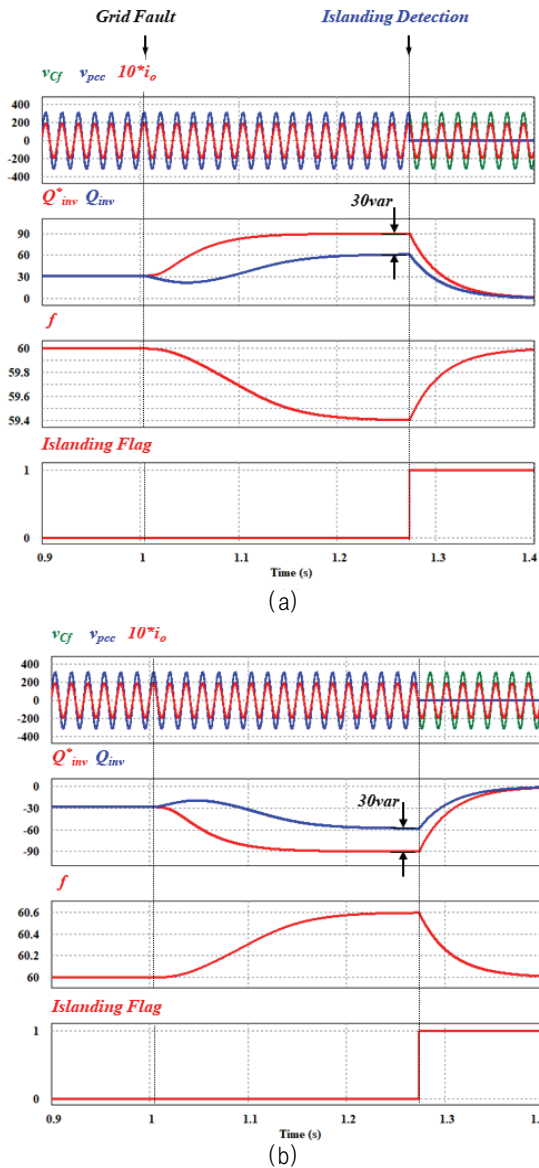 Grid Fault Islanding Detection
vCf vpcc 10*io
400
200
0
-200
-400
Q*inv Qinv
30var
90
60
30
0
f
60
59.8
59.6
59.4
Islanding Flag
1
0
0.9 1 1.1 1.2 1.3 1.4
Time (s)
(a)
vCf vpcc 10*io
400
200
0
-200
-400
Q*inv Qinv
0
-30
-60
-90
30var
f
60.6
60.4
60.2
60
Islanding Flag
1
0
0.9 1 1.1 1.2 1.3
Time (s)
(b)